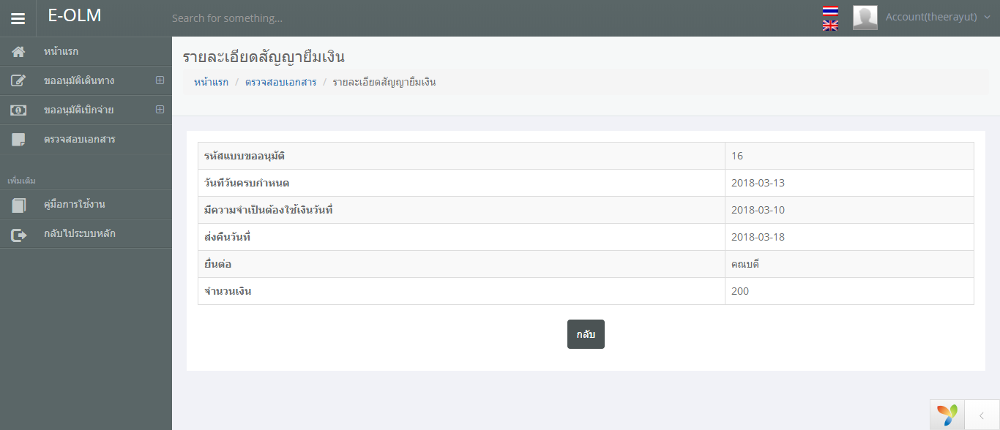 E-OLM
Search for something...
Account(theerayut)
หน้าแรก
ขออนุมัติเดินทาง
ขออนุมัติเบิกจ่าย
ตรวจสอบเอกสาร
เพิ่มเติม
คู่มือการใช้งาน
กลับไประบบหลัก
รายละเอียดสัญญายืมเงิน
หน้าแรก / ตรวจสอบเอกสาร / รายละเอียดสัญญายืมเงิน
รหัสแบบขออนุมัติ 16
วันที่วันครบกำหนด 2018-03-13
มีความจำเป็นต้องใช้เงินวันที่ 2018-03-10
ส่งคืนวันที่ 2018-03-18
ยื่นต่อ คณบดี
จำนวนเงิน 200
กลับ